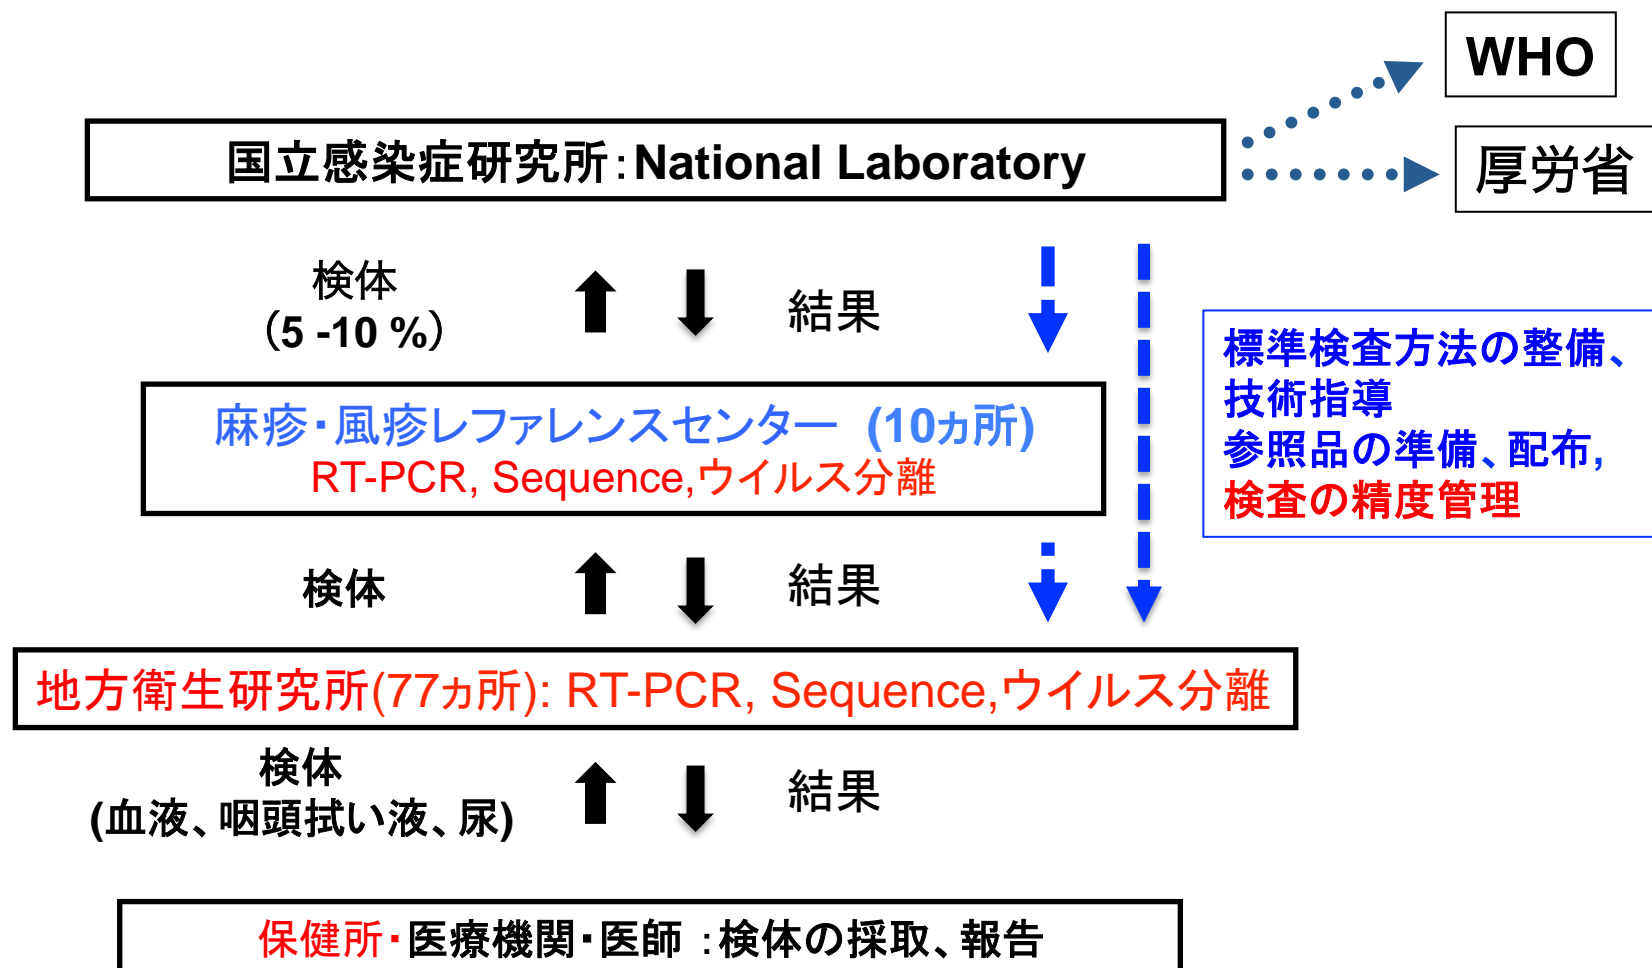 WHO
国立感染症研究所：National Laboratory
厚労省
検体
（5 -10 %）
結果
標準検査方法の整備、
技術指導
参照品の準備、配布,
検査の精度管理
麻疹・風疹レファレンスセンター (10ヵ所)
RT-PCR, Sequence,ウイルス分離
検体
結果
地方衛生研究所(77ヵ所): RT-PCR, Sequence,ウイルス分離
検体
(血液、咽頭拭い液、尿)
結果
保健所・医療機関・医師 ：検体の採取、報告